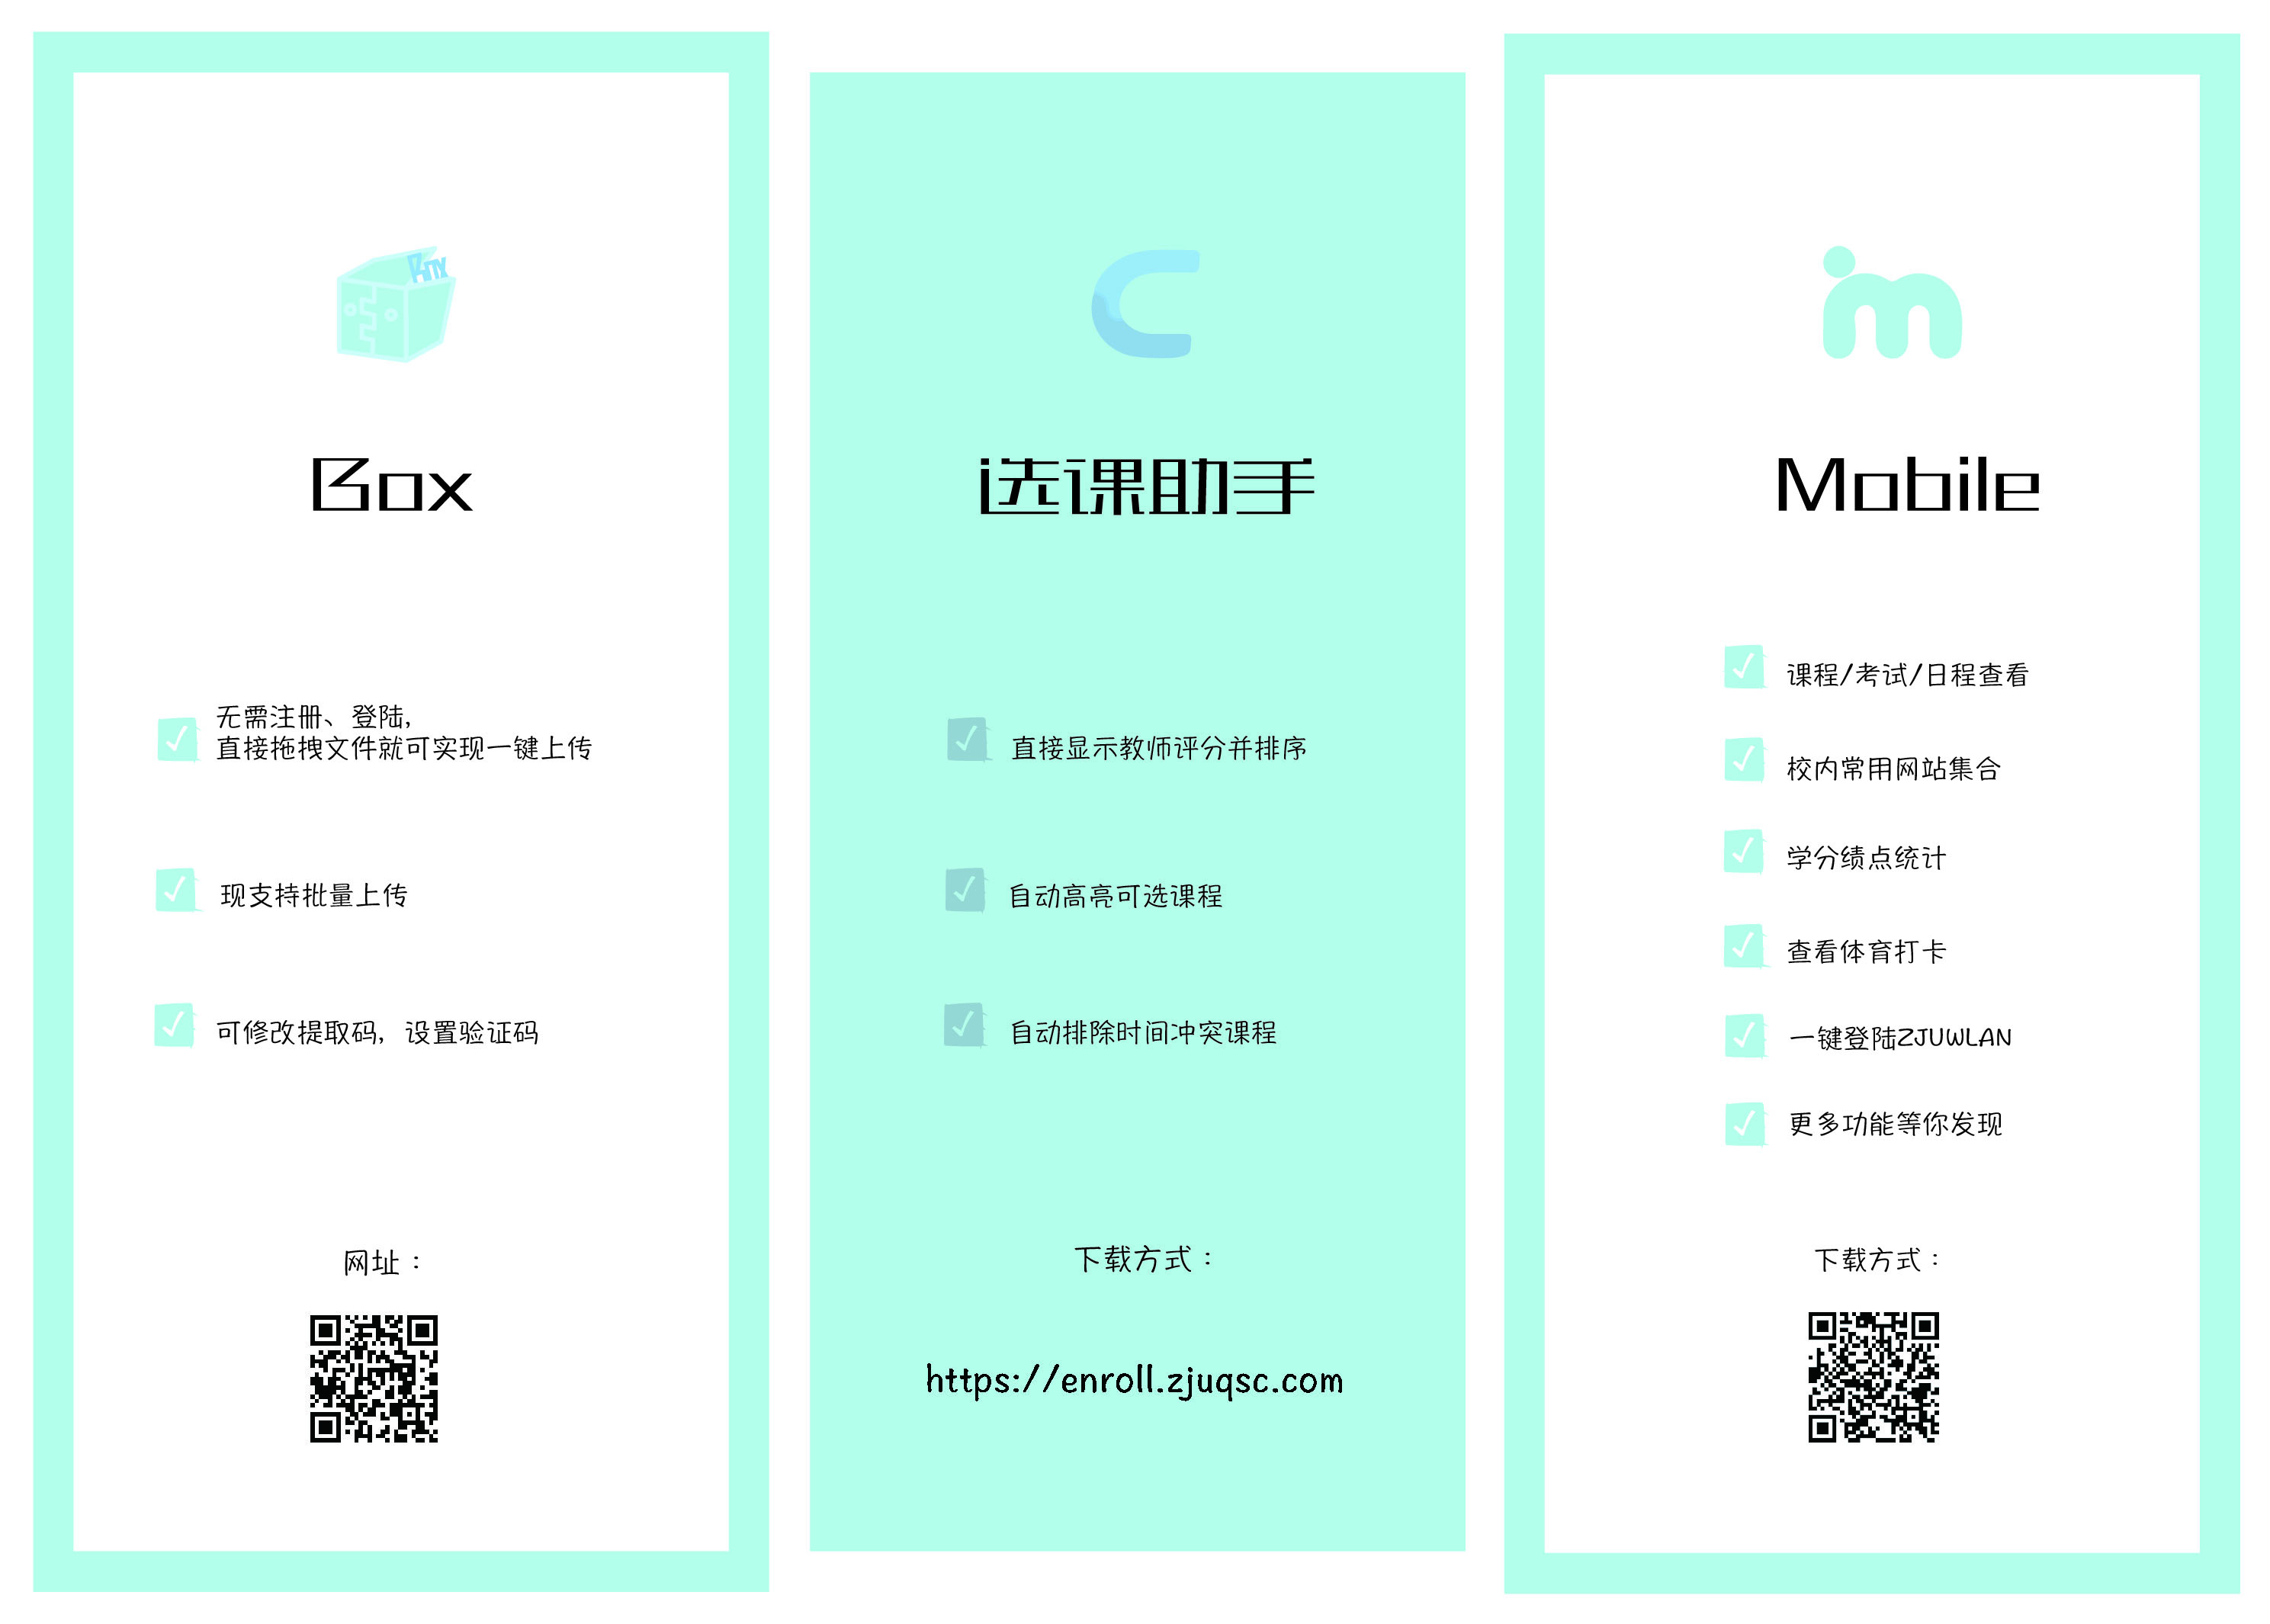 Box
Box
无需注册、登陆，
直接拖拽文件就可实现一键上传
现支持批量上传
可修改提取码，设置验证码
网址：
选课助手
直接显示教师评分并排序
自动高亮可选课程
自动排除时间冲突课程
下载方式：
https://enroll.zjuqsc.com
m
Mobile
课程/考试/日程查看
校内常用网站集合
学分绩点统计
查看体育打卡
一键登陆ZJUWLAN
更多功能等你发现
下载方式：